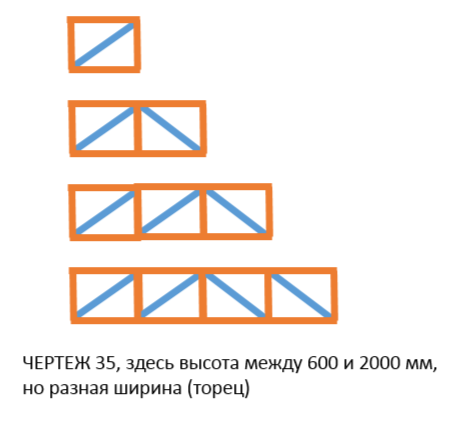 ЧЕРТЕЖ 35, здесь высота между 600 и 2000 мм,
но разная ширина (торец)